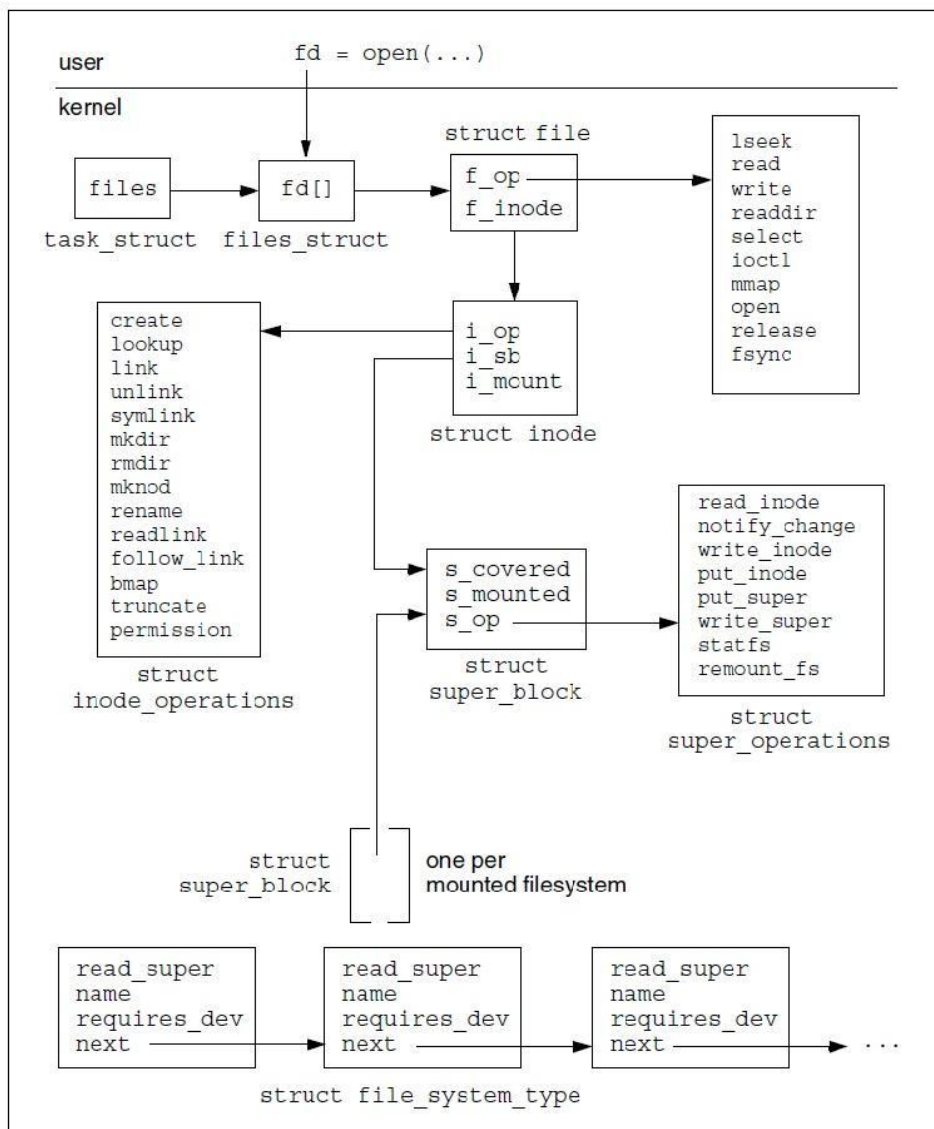 fd = open(...)
user
kernel
struct file
files
fd[]
f_op
f_inode
task_struct
files_struct
lseek
read
write
readdir
select
ioctl
mmap
open
release
fsync
create
lookup
link
unlink
symlink
mkdir
rmdir
mknod
rename
readlink
follow_link
bmap
truncate
permission
struct
inode_operations
i_op
i_sb
i_mount
struct inode
s_covered
s_mounted
s_op
struct
super_block
read_inode
notify_change
write_inode
put_inode
put_super
write_super
statfs
remount_fs
struct
super_operations
struct
super_block
one per
mounted filesystem
read_super
name
requires_dev
next
read_super
name
requires_dev
next
read_super
name
requires_dev
next
...
struct file_system_type